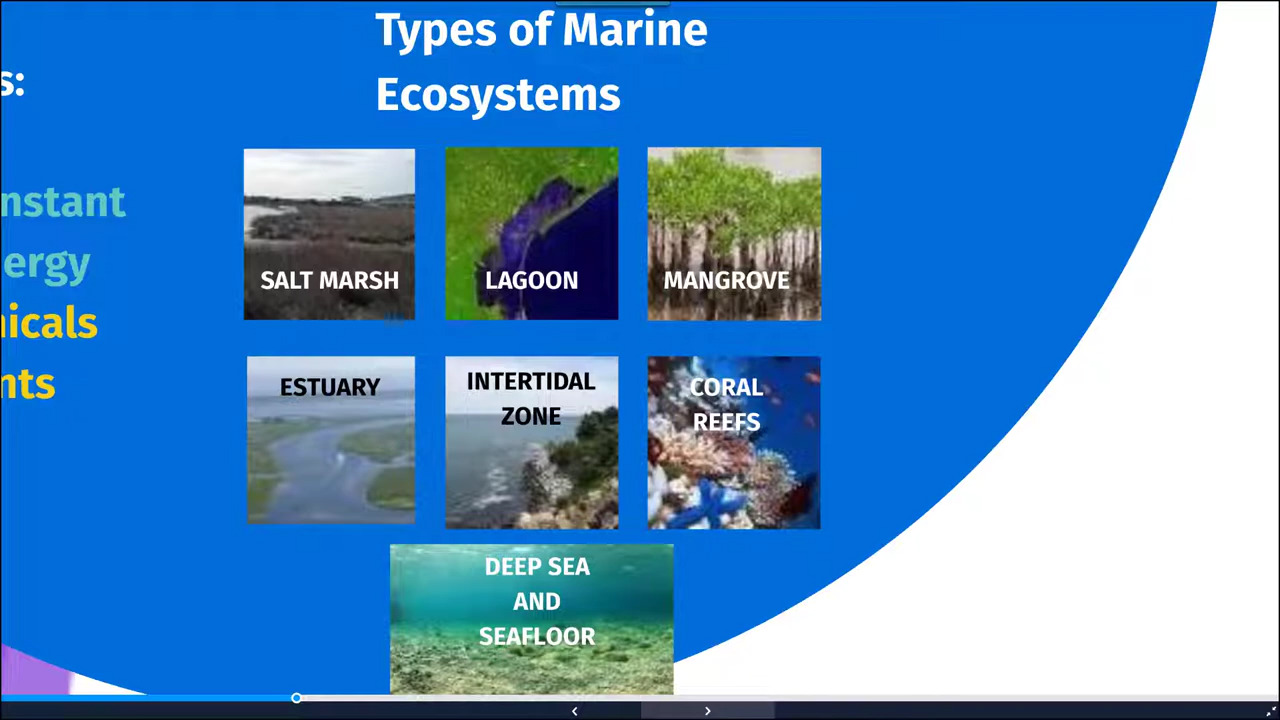 Types of Marine
Ecosystems
s:
nstant
ergy
icals
nts
SALT MARSH
LAGOON
MANGROVE
ESTUARY
INTERTIDAL
ZONE
CORAL
REEFS
DEEP SEA
AND
SEAFLOOR